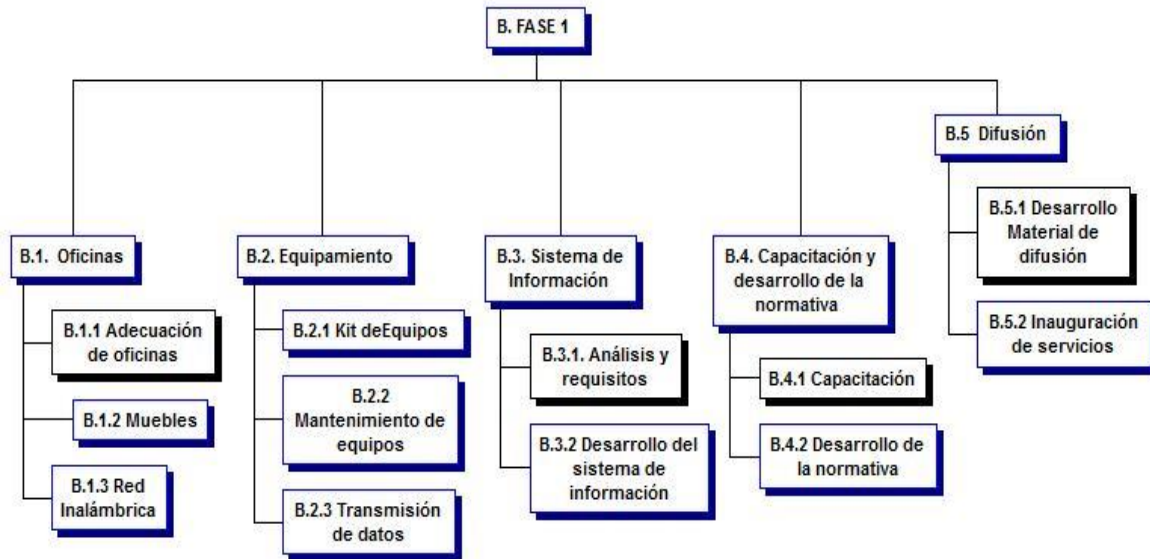 B. FASE 1
B.1. Oficinas
B.1.1 Adecuación
de oficinas
B.1.2 Muebles
B.1.3 Red
Inalámbrica
B.2. Equipamiento
B.2.1 Kit deEquipos
B.2.2
Mantenimiento de
equipos
B.2.3 Transmisión
de datos
B.3. Sistema de
Información
B.3.1. Análisis y
requisitos
B.3.2 Desarrollo del
sistema de
información
B.4. Capacitación y
desarrollo de la
normativa
B.4.1 Capacitación
B.4.2 Desarrollo de
la normativa
B.5 Difusión
B.5.1 Desarrollo
Material de
difusión
B.5.2 Inauguración
de servicios